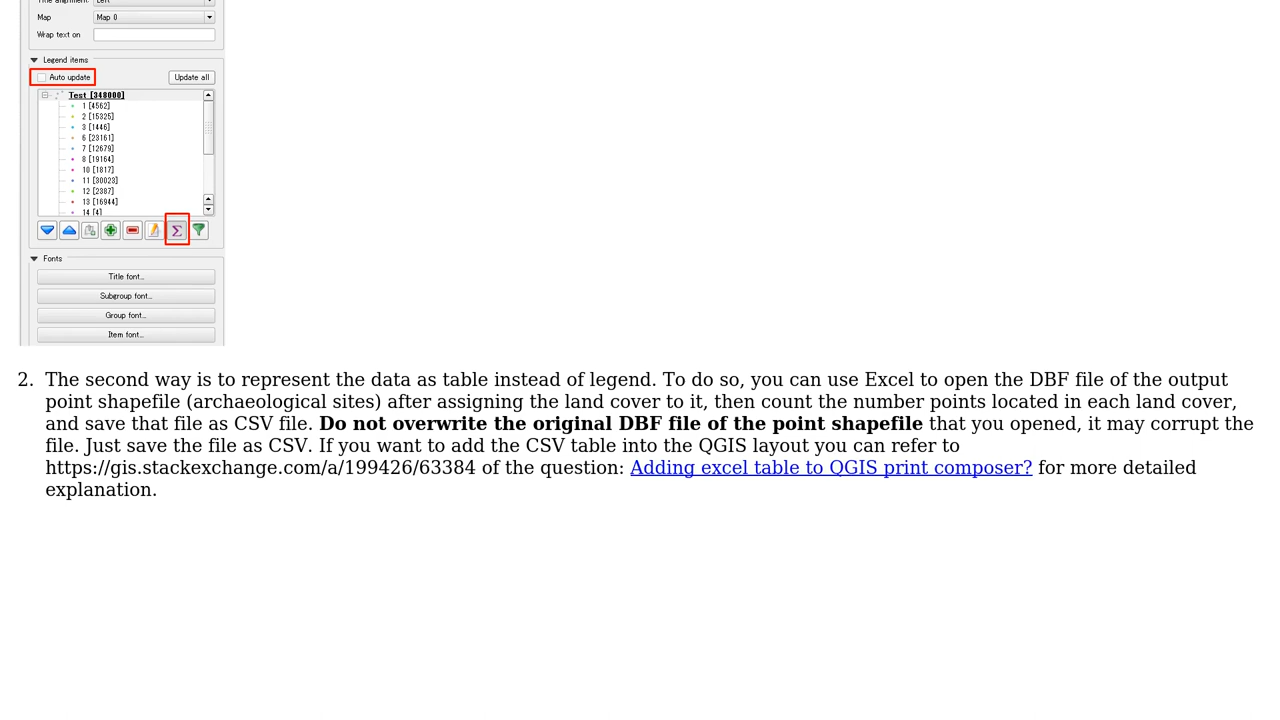 Title alignment: Left
Map Map 0
Wrap text on
Legend items
Auto update Update all
Test [348000]
1 [4562]
2 [15325]
3 [1446]
6 [23161]
7 [12679]
8 [19164]
10 [1817]
11 [30023]
12 [2387]
13 [16944]
14 [4]
Fonts
Title font...
Subgroup font...
Group font...
Item font...
2. The second way is to represent the data as table instead of legend. To do so, you can use Excel to open the DBF file of the output
point shapefile (archaeological sites) after assigning the land cover to it, then count the number points located in each land cover,
and save that file as CSV file. Do not overwrite the original DBF file of the point shapefile that you opened, it may corrupt the
file. Just save the file as CSV. If you want to add the CSV table into the QGIS layout you can refer to
https://gis.stackexchange.com/a/199426/63384 of the question: Adding excel table to QGIS print composer? for more detailed
explanation.